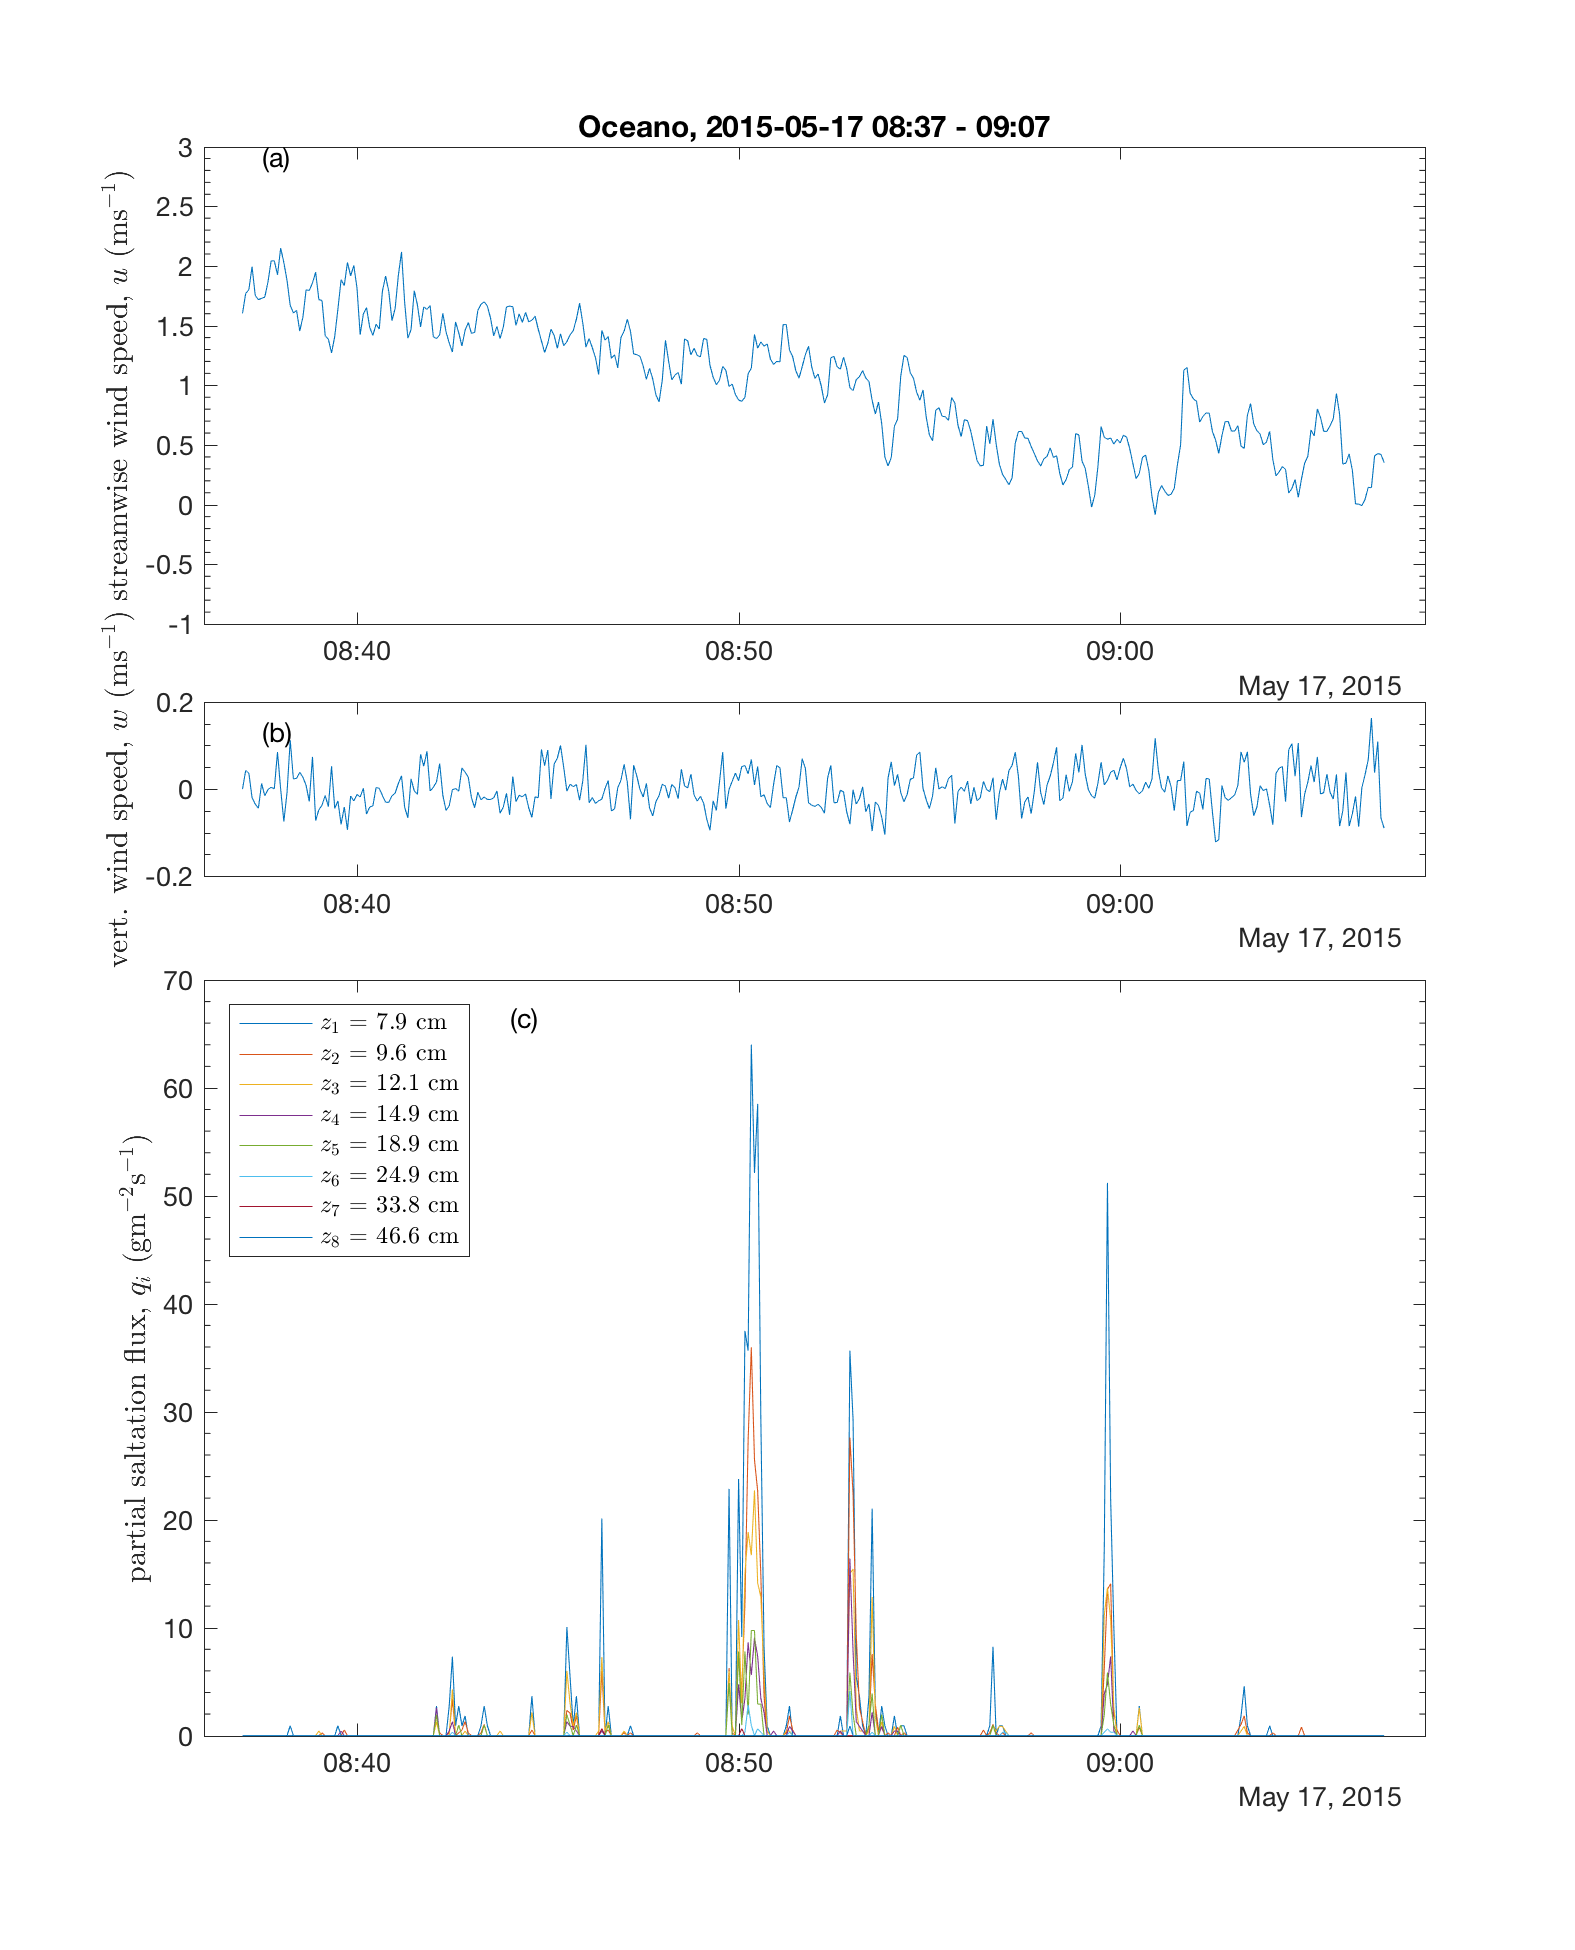 Oceano, 2015-05-17 08:37 - 09:07
(a)
streamwise wind speed, u (ms⁻¹)
3
2.5
2
1.5
1
0.5
0
-0.5
-1
08:40 08:50 09:00
May 17, 2015
(b)
vert. wind speed, w (ms⁻¹)
0.2
0
-0.2
08:40 08:50 09:00
May 17, 2015
(c)
partial saltation flux, qᵢ (gm⁻²s⁻¹)
70
60
50
40
30
20
10
0
z₁ = 7.9 cm
z₂ = 9.6 cm
z₃ = 12.1 cm
z₄ = 14.9 cm
z₅ = 18.9 cm
z₆ = 24.9 cm
z₇ = 33.8 cm
z₈ = 46.6 cm
08:40 08:50 09:00
May 17, 2015